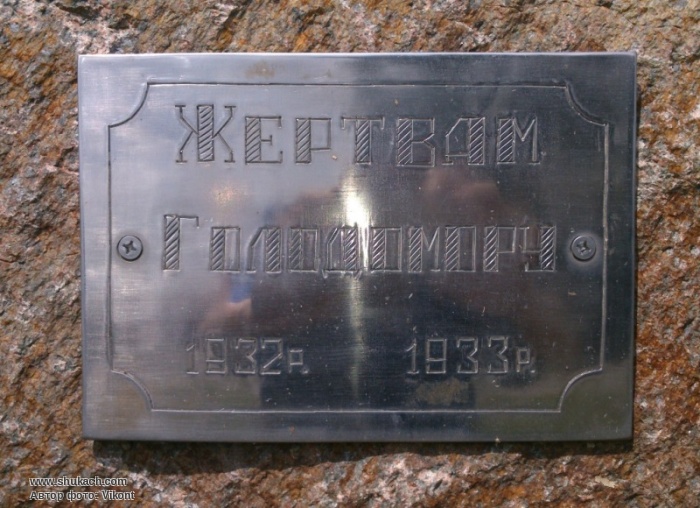 Жертвам
Голодомору
1932р. 1933р.
www.shukach.com
Автор фото: Vikont